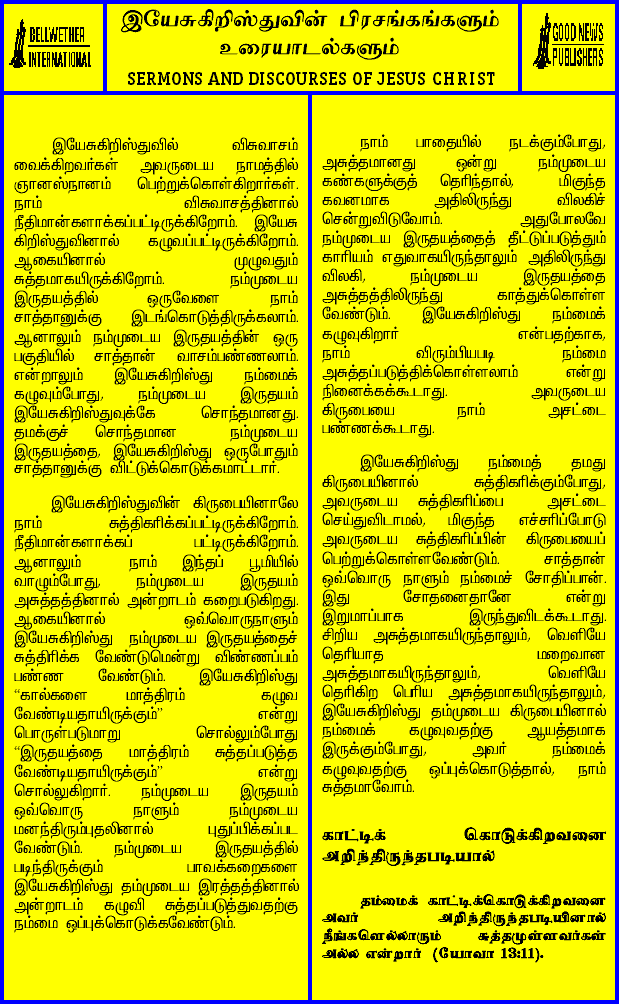 BELLWETHER
INTERNATIONAL
இயேசுகிறிஸ்துவின் பிரசங்கங்களும்
உரையாடல்களும்
SERMONS AND DISCOURSES OF JESUS CHRIST
GOOD NEWS
PUBLISHERS
இயேசுகிறிஸ்துவில் விசுவாசம்
வைக்கிறவர்கள் அவருடைய நாமத்தில்
ஞானஸ்நானம் பெற்றுக்கொள்கிறார்கள்.
நாம் விசுவாசத்தினால்
நீதிமான்களாக்கப்பட்டிருக்கிறோம். இயேசு
கிறிஸ்துவினால் கழுவப்பட்டிருக்கிறோம்.
ஆகையினால் முழுவதும்
சுத்தமாகயிருக்கிறோம். நம்முடைய
இருதயத்தில் ஒருவேளை நாம்
சாத்தானுக்கு இடங்கொடுத்திருக்கலாம்.
ஆனாலும் நம்முடைய இருதயத்தின் ஒரு
பகுதியில் சாத்தான் வாசம்பண்ணலாம்.
என்றாலும் இயேசுகிறிஸ்து நம்மைக்
கழுவும்போது, நம்முடைய இருதயம்
இயேசுகிறிஸ்துவுக்கே சொந்தமானது.
தமக்குச் சொந்தமான நம்முடைய
இருதயத்தை, இயேசுகிறிஸ்து ஒருபோதும்
சாத்தானுக்கு விட்டுக்கொடுக்கமாட்டார்.
இயேசுகிறிஸ்துவின் கிருபையினாலே
நாம் சுத்திகரிக்கப்பட்டிருக்கிறோம்.
நீதிமான்களாக்கப் பட்டிருக்கிறோம்.
ஆனாலும் நாம் இந்தப் பூமியில்
வாழும்போது, நம்முடைய இருதயம்
அசுத்தத்தினால் அன்றாடம் கறைபடுகிறது.
ஆகையினால் ஒவ்வொருநாளும்
இயேசுகிறிஸ்து நம்முடைய இருதயத்தைச்
சுத்திரிக்க வேண்டுமென்று விண்ணப்பம்
பண்ண வேண்டும். இயேசுகிறிஸ்து
“கால்களை மாத்திரம் கழுவ
வேண்டியதாயிருக்கும்” என்று
பொருள்படுமாறு சொல்லும்போது
“இருதயத்தை மாத்திரம் சுத்தப்படுத்த
வேண்டியதாயிருக்கும்” என்று
சொல்லுகிறார். நம்முடைய இருதயம்
ஒவ்வொரு நாளும் நம்முடைய
மனந்திரும்புதலினால் புதுப்பிக்கப்பட
வேண்டும். நம்முடைய இருதயத்தில்
படிந்திருக்கும் பாவக்கறைகளை
இயேசுகிறிஸ்து தம்முடைய இரத்தத்தினால்
அன்றாடம் கழுவி சுத்தப்படுத்துவதற்கு
நம்மை ஒப்புக்கொடுக்கவேண்டும்.
நாம் பாதையில் நடக்கும்போது,
அசுத்தமானது ஒன்று நம்முடைய
கண்களுக்குத் தெரிந்தால், மிகுந்த
கவனமாக அதிலிருந்து விலகிச்
சென்றுவிடுவோம். அதுபோலவே
நம்முடைய இருதயத்தைத் தீட்டுப்படுத்தும்
காரியம் எதுவாகயிருந்தாலும் அதிலிருந்து
விலகி, நம்முடைய இருதயத்தை
அசுத்தத்திலிருந்து காத்துக்கொள்ள
வேண்டும். இயேசுகிறிஸ்து நம்மைக்
கழுவுகிறார் என்பதற்காக,
நாம் விரும்பியபடி நம்மை
அசுத்தப்படுத்திக்கொள்ளலாம் என்று
நினைக்கக்கூடாது. அவருடைய
கிருபையை நாம் அசட்டை
பண்ணக்கூடாது.
இயேசுகிறிஸ்து நம்மைத் தமது
கிருபையினால் சுத்திகரிக்கும்போது,
அவருடைய சுத்திகரிப்பை அசட்டை
செய்துவிடாமல், மிகுந்த எச்சரிப்போடு
அவருடைய சுத்திகரிப்பின் கிருபையைப்
பெற்றுக்கொள்ளவேண்டும். சாத்தான்
ஒவ்வொரு நாளும் நம்மைச் சோதிப்பான்.
இது சோதனைதானே என்று
இறுமாப்பாக இருந்துவிடக்கூடாது.
சிறிய அசுத்தமாகயிருந்தாலும், வெளியே
தெரியாத மறைவான
அசுத்தமாகயிருந்தாலும், வெளியே
தெரிகிற பெரிய அசுத்தமாகயிருந்தாலும்,
இயேசுகிறிஸ்து தம்முடைய கிருபையினால்
நம்மைக் கழுவுவதற்கு ஆயத்தமாக
இருக்கும்போது, அவர் நம்மைக்
கழுவுவதற்கு ஒப்புக்கொடுத்தால், நாம்
சுத்தமாவோம்.
காட்டிக் கொடுக்கிறவனை
அறிந்திருந்தபடியால்
தம்மைக் காட்டிக்கொடுக்கிறவனை
அவர் அறிந்திருந்தபடியினால்
நீங்களெல்லாரும் சுத்தமுள்ளவர்கள்
அல்ல என்றார் (யோவா 13:11).